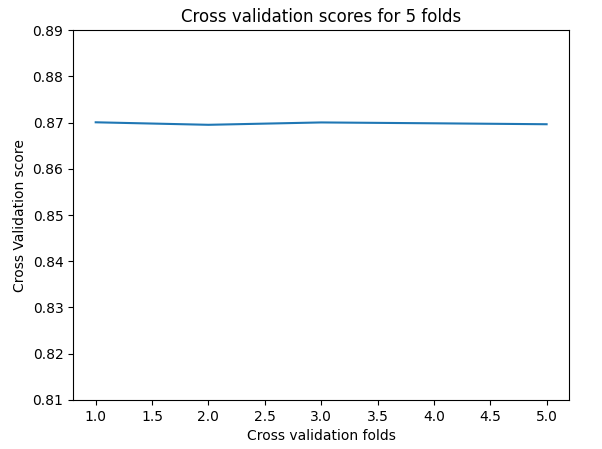 Cross validation scores for 5 folds
0.89
0.88
0.87
0.86
0.85
0.84
0.83
0.82
0.81
Cross Validation score
1.0 1.5 2.0 2.5 3.0 3.5 4.0 4.5 5.0
Cross validation folds